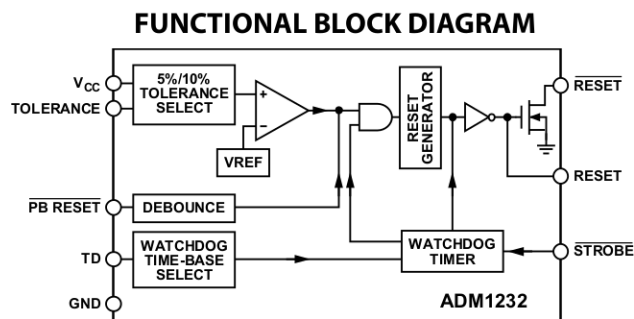 FUNCTIONAL BLOCK DIAGRAM
VCC
TOLERANCE
5%/10%
TOLERANCE
SELECT
+
−
VREF
RESET
GENERATOR
RESET
RESET
PB RESET
DEBOUNCE
TD
WATCHDOG
TIME-BASE
SELECT
WATCHDOG
TIMER
STROBE
GND
ADM1232